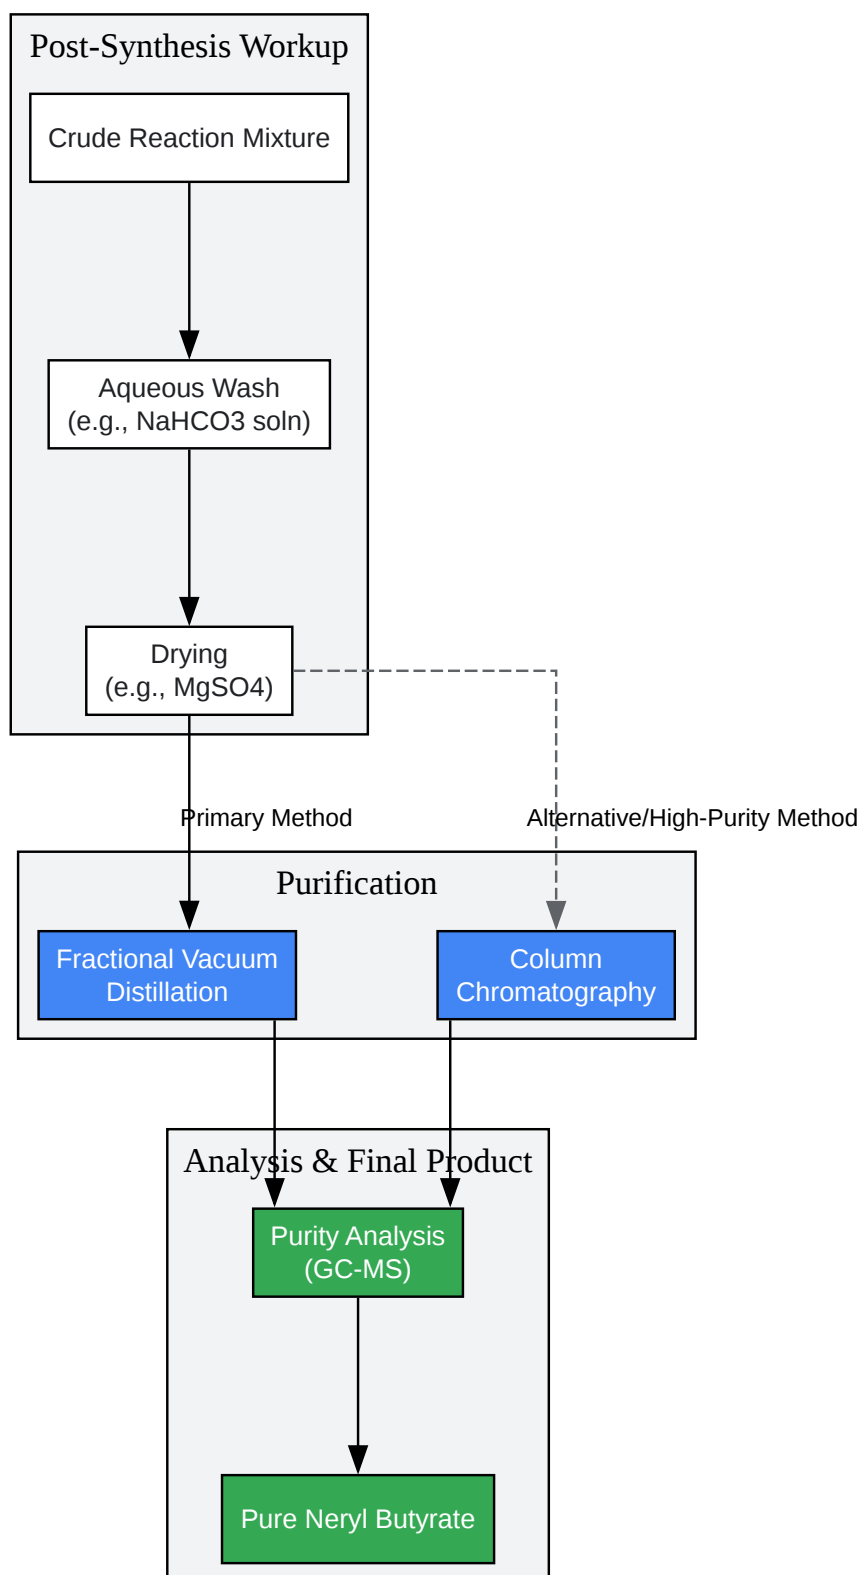 Post-Synthesis Workup
Crude Reaction Mixture
Aqueous Wash
(e.g., NaHCO3 soln)
Drying
(e.g., MgSO4)
Primary Method
Alternative/High-Purity Method
Purification
Fractional Vacuum
Distillation
Column
Chromatography
Analysis & Final Product
Purity Analysis
(GC-MS)
Pure Neryl Butyrate